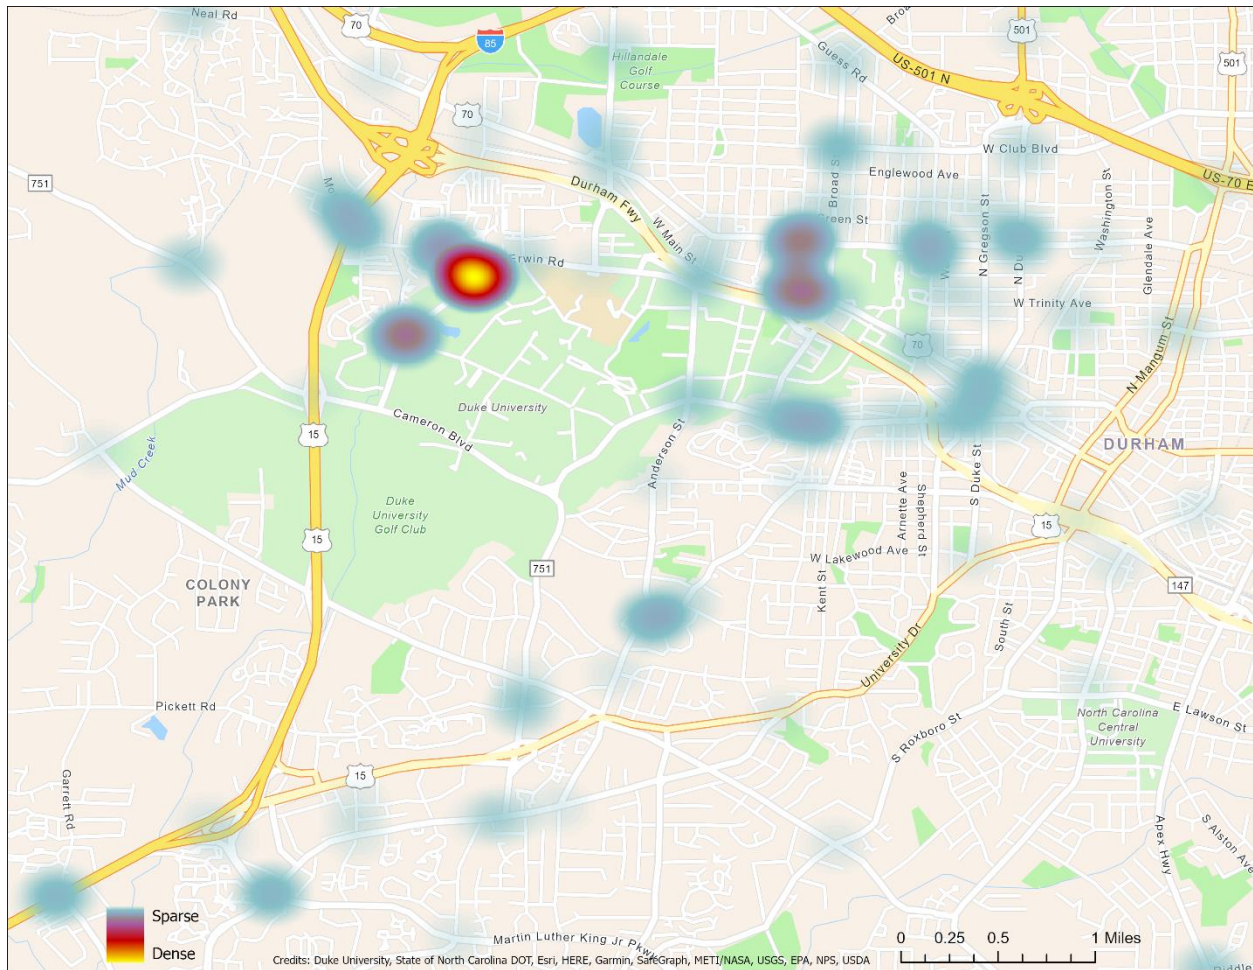 Neal Rd
70
85
Hillandale
Golf
Course
Guess Rd
Broa
501
US-501 N
501
70
W Club Blvd
Englewood Ave
US-70 E
751
Durham Fwy
W Main St
Broad S
Green St
N Gregson St
N Du
Washington St
Glendale Ave
Erwin Rd
W Trinity Ave
70
N Mangum St
Duke University
Cameron Blvd
15
Mud Creek
Anderson St
DURHAM
Duke
University
Golf Club
15
Arnette Ave
Shepherd St
S Duke St
15
W Lakewood Ave
COLONY
PARK
751
Kent St
147
South St
University Dr
Pickett Rd
S Roxboro St
North Carolina
Central
University
E Lawson St
Garrett Rd
15
Apex Hwy
S Alston Ave
Martin Luther King Jr Pkwy
Sparse
Dense
0 0.25 0.5 1 Miles
Credits: Duke University, State of North Carolina DOT, Esri, HERE, Garmin, SafeGraph, METI/NASA, USGS, EPA, NPS, USDA